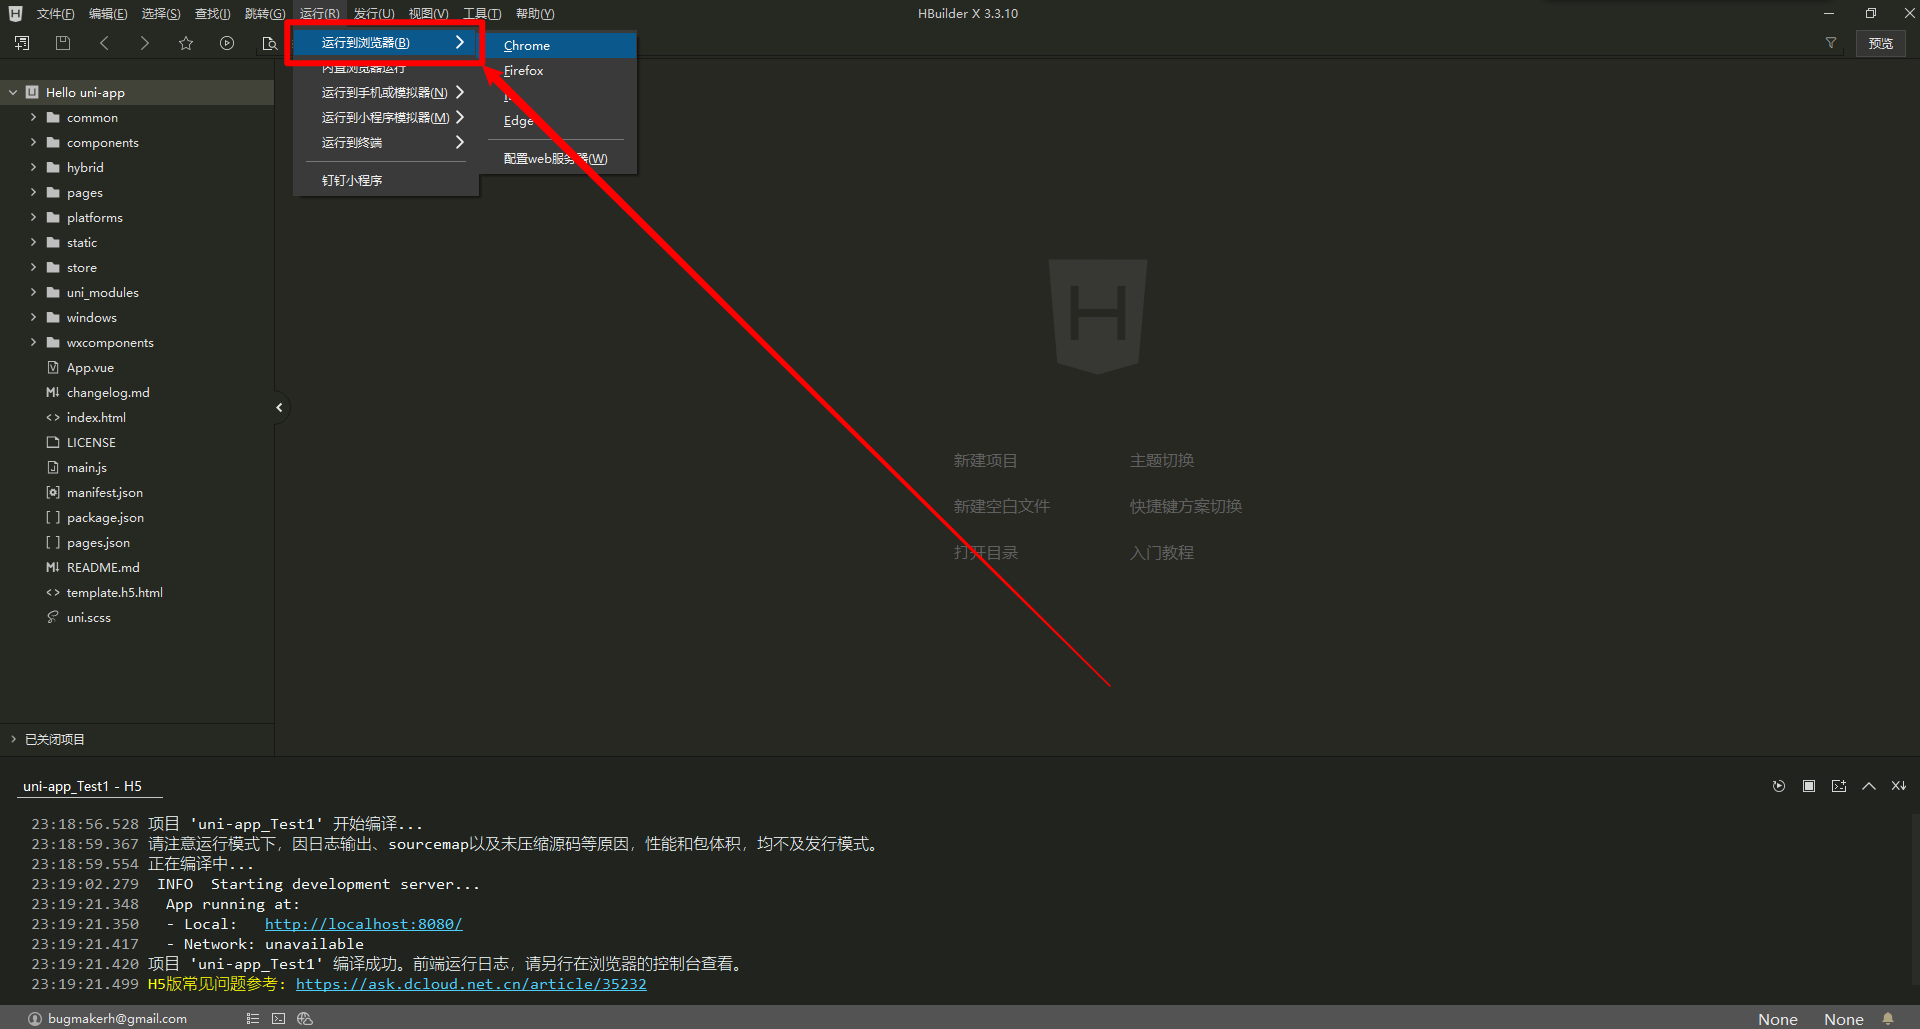 文件(F) 编辑(E) 选择(S) 查找(I) 跳转(G) 运行(R) 发行(U) 视图(V) 工具(T) 帮助(Y)
HBuilder X 3.3.10
预览
运行到浏览器(B)
内置浏览器运行
运行到手机或模拟器(N)
运行到小程序模拟器(M)
运行到终端
钉钉小程序
Chrome
Firefox
Edge
配置web服务器(W)
Hello uni-app
common
components
hybrid
pages
platforms
static
store
uni_modules
windows
wxcomponents
App.vue
changelog.md
index.html
LICENSE
main.js
manifest.json
package.json
pages.json
README.md
template.h5.html
uni.scss
新建项目 主题切换
新建空白文件 快捷键方案切换
打开目录 入门教程
已关闭项目
uni-app_Test1 - H5
23:18:56.528 项目 'uni-app_Test1' 开始编译...
23:18:59.367 请注意运行模式下，因日志输出、sourcemap以及未压缩源码等原因，性能和包体积，均不及发行模式。
23:18:59.554 正在编译中...
23:19:02.279 INFO Starting development server...
23:19:21.348 App running at:
23:19:21.350 - Local: http://localhost:8080/
23:19:21.417 - Network: unavailable
23:19:21.420 项目 'uni-app_Test1' 编译成功。前端运行日志，请另行在浏览器的控制台查看。
23:19:21.499 H5版常见问题参考: https://ask.dcloud.net.cn/article/35232
bugmakerh@gmail.com
None None